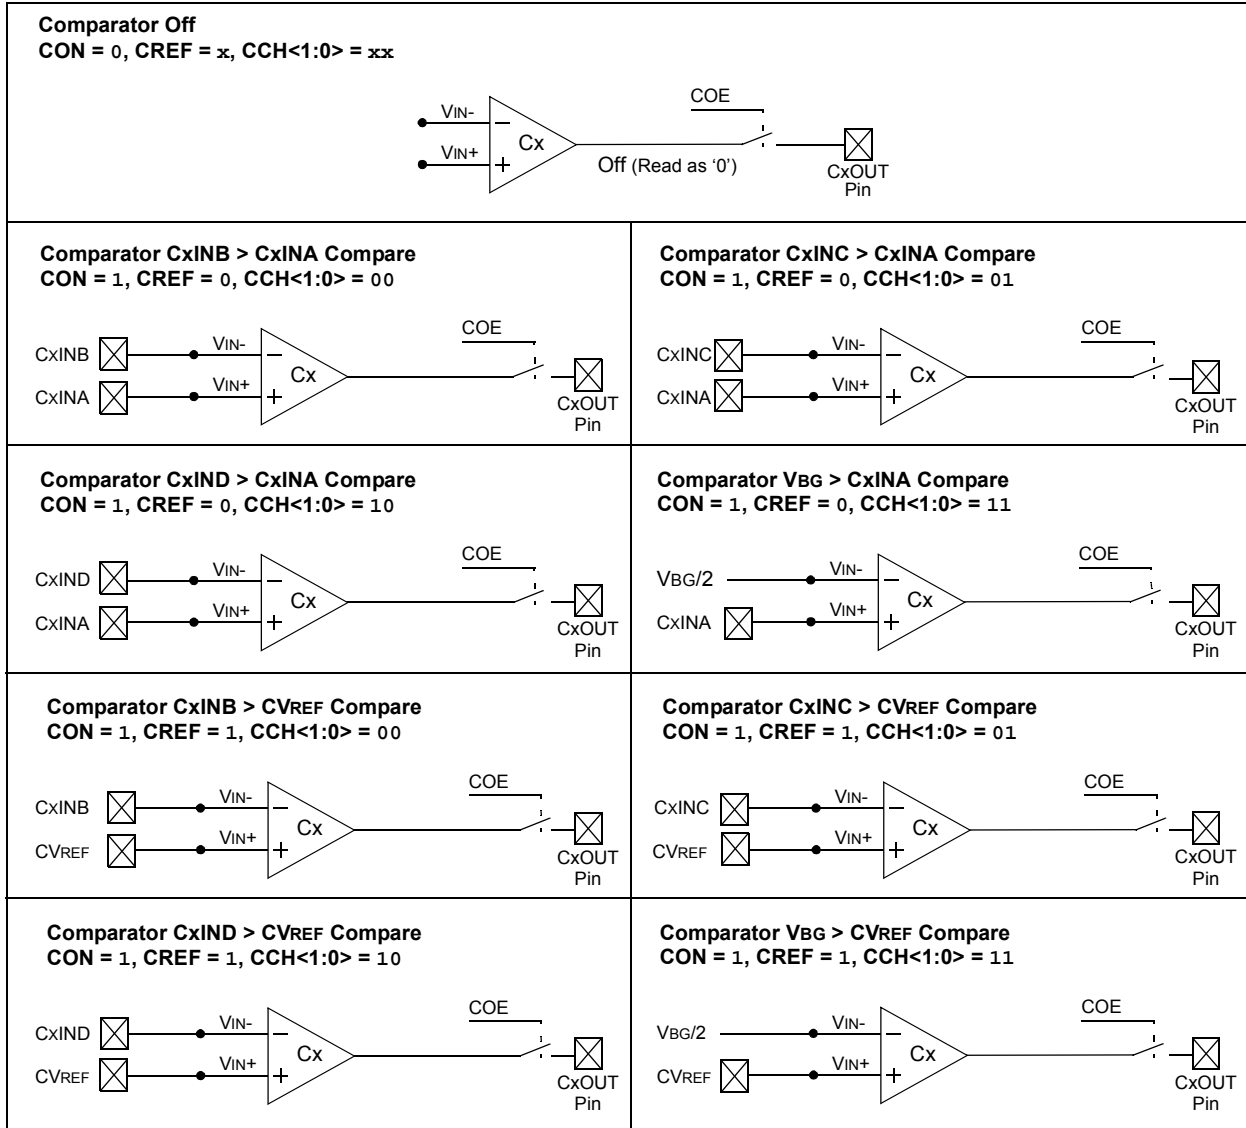 Comparator Off
CON = 0, CREF = x, CCH<1:0> = xx
COE
VIN-
VIN+
Cx
Off (Read as ‘0’)
CxOUT
Pin
Comparator CxINB > CxINA Compare
CON = 1, CREF = 0, CCH<1:0> = 00
COE
CxINB
VIN-
CxINA
VIN+
Cx
CxOUT
Pin
Comparator CxINC > CxINA Compare
CON = 1, CREF = 0, CCH<1:0> = 01
COE
CxINC
VIN-
CxINA
VIN+
Cx
CxOUT
Pin
Comparator CxIND > CxINA Compare
CON = 1, CREF = 0, CCH<1:0> = 10
COE
CxIND
VIN-
CxINA
VIN+
Cx
CxOUT
Pin
Comparator VBG > CxINA Compare
CON = 1, CREF = 0, CCH<1:0> = 11
COE
VBG/2
VIN-
CxINA
VIN+
Cx
CxOUT
Pin
Comparator CxINB > CVREF Compare
CON = 1, CREF = 1, CCH<1:0> = 00
COE
CxINB
VIN-
CVREF
VIN+
Cx
CxOUT
Pin
Comparator CxINC > CVREF Compare
CON = 1, CREF = 1, CCH<1:0> = 01
COE
CxINC
VIN-
CVREF
VIN+
Cx
CxOUT
Pin
Comparator CxIND > CVREF Compare
CON = 1, CREF = 1, CCH<1:0> = 10
COE
CxIND
VIN-
CVREF
VIN+
Cx
CxOUT
Pin
Comparator VBG > CVREF Compare
CON = 1, CREF = 1, CCH<1:0> = 11
COE
VBG/2
VIN-
CVREF
VIN+
Cx
CxOUT
Pin